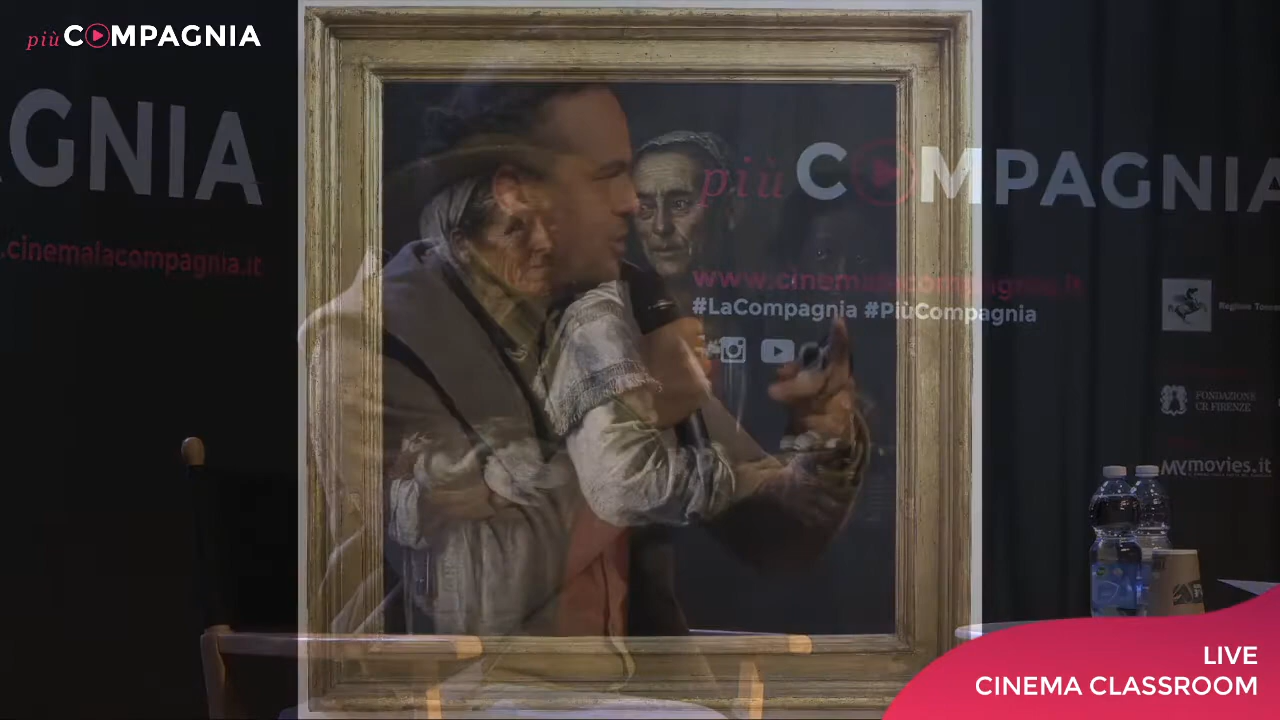 più COMPAGNIA
AGNIA
.cinemalacompagnia.it
più COMPAGNIA
www.cinemalacompagnia.it
#LaCompagnia #PiùCompagnia
FONDAZIONE
CR FIRENZE
MYmovies.it
LIVE
CINEMA CLASSROOM